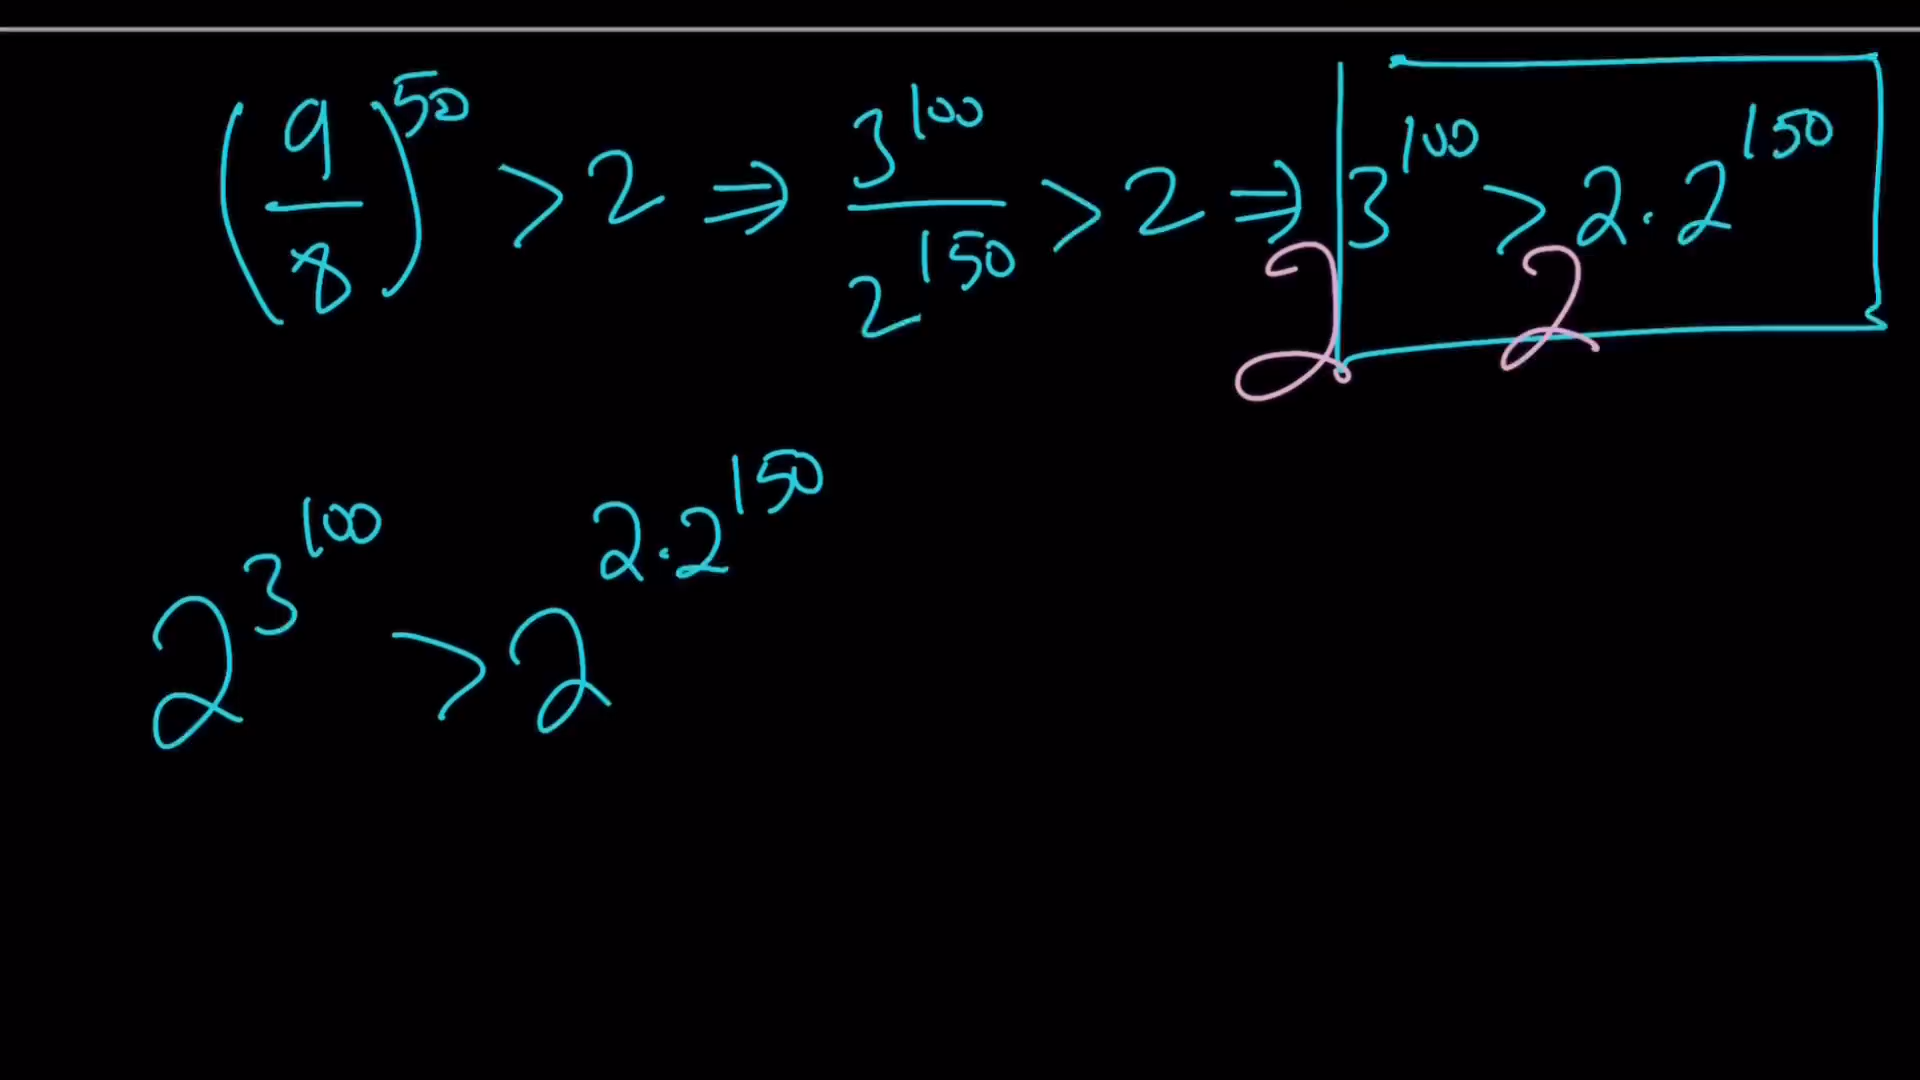 (9/8)^50 > 2 ⇒ 3^100/2^150 > 2 ⇒ 3^100 > 2·2^150
2 2
2^3^100 > 2^2·2^150